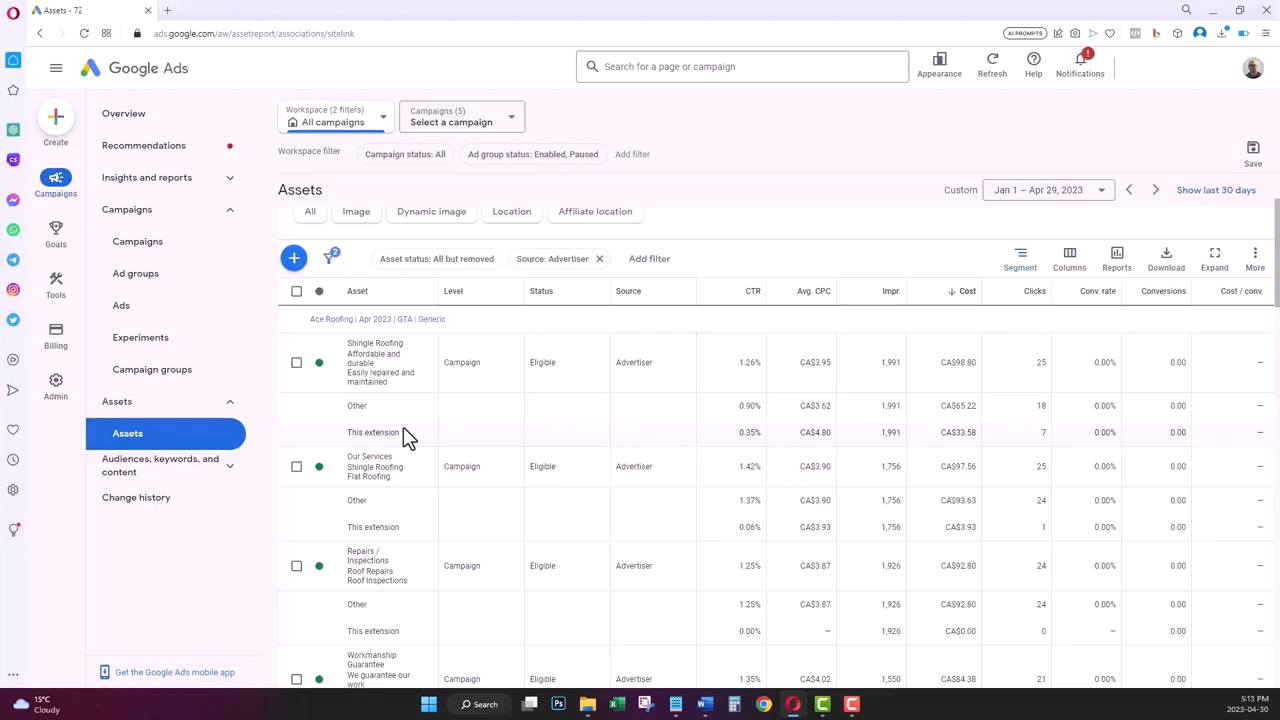 Assets - 72
ads.google.com/aw/assetreport/associations/sitelink
AI PROMPTS
Google Ads
Search for a page or campaign
Appearance
Refresh
Help
Notifications
Create
Campaigns
Goals
Tools
Billing
Admin
Overview
Recommendations
Insights and reports
Campaigns
Campaigns
Ad groups
Ads
Experiments
Campaign groups
Assets
Assets
Audiences, keywords, and
content
Change history
Get the Google Ads mobile app
Workspace (2 filters)
All campaigns
Campaigns (5)
Select a campaign
Workspace filter
Campaign status: All
Ad group status: Enabled, Paused
Add filter
Save
Assets
Custom
Jan 1 – Apr 29, 2023
Show last 30 days
All
Image
Dynamic image
Location
Affiliate location
2
Asset status: All but removed
Source: Advertiser
Add filter
Segment
Columns
Reports
Download
Expand
More
Asset Level Status Source CTR Avg. CPC Impr. Cost Clicks Conv. rate Conversions Cost / conv.
Ace Roofing | Apr 2023 | GTA | Generic
Shingle Roofing
Affordable and
durable
Easily repaired and
maintained
Campaign Eligible Advertiser 1.26% CA$3.95 1,991 CA$98.80 25 0.00% 0.00 –
Other 0.90% CA$3.62 1,991 CA$65.22 18 0.00% 0.00 –
This extension 0.35% CA$4.80 1,991 CA$33.58 7 0.00% 0.00 –
Our Services
Shingle Roofing
Flat Roofing
Campaign Eligible Advertiser 1.42% CA$3.90 1,756 CA$97.56 25 0.00% 0.00 –
Other 1.37% CA$3.90 1,756 CA$93.63 24 0.00% 0.00 –
This extension 0.06% CA$3.93 1,756 CA$3.93 1 0.00% 0.00 –
Repairs /
Inspections
Roof Repairs
Roof Inspections
Campaign Eligible Advertiser 1.25% CA$3.87 1,926 CA$92.80 24 0.00% 0.00 –
Other 1.25% CA$3.87 1,926 CA$92.80 24 0.00% 0.00 –
This extension 0.00% – 1,926 CA$0.00 0 – 0.00 –
Workmanship
Guarantee
We guarantee our
work
Campaign Eligible Advertiser 1.35% CA$4.02 1,550 CA$84.38 21 0.00% 0.00 –
15°C
Cloudy
Search
5:13 PM
2023-04-30